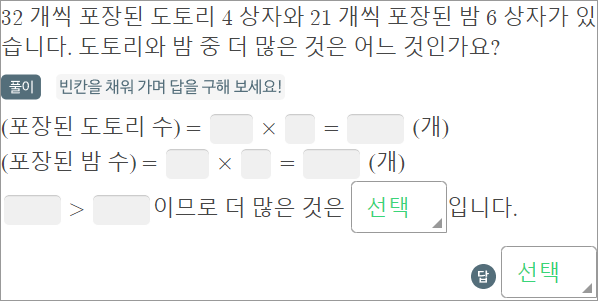 32 개씩 포장된 도토리 4 상자와 21 개씩 포장된 밤 6 상자가 있
습니다. 도토리와 밤 중 더 많은 것은 어느 것인가요?
풀이 빈칸을 채워 가며 답을 구해 보세요!
(포장된 도토리 수) = × = (개)
(포장된 밤 수) = × = (개)
> 이므로 더 많은 것은 선택 입니다.
답 선택